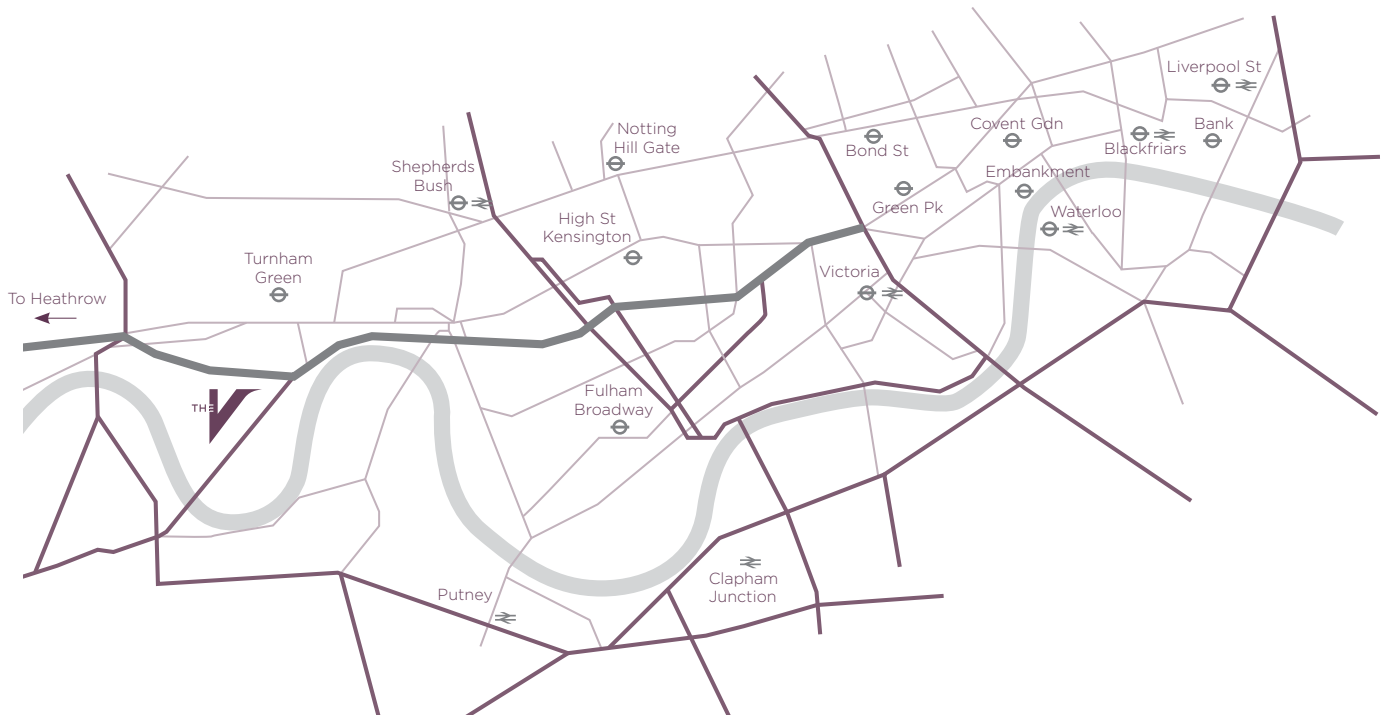 Liverpool St
Covent Gdn
Bank
Notting
Hill Gate
Bond St
Blackfriars
Shepherds
Bush
Embankment
Green Pk
Waterloo
High St
Kensington
Turnham
Green
Victoria
To Heathrow
THE V
Fulham
Broadway
Clapham
Junction
Putney